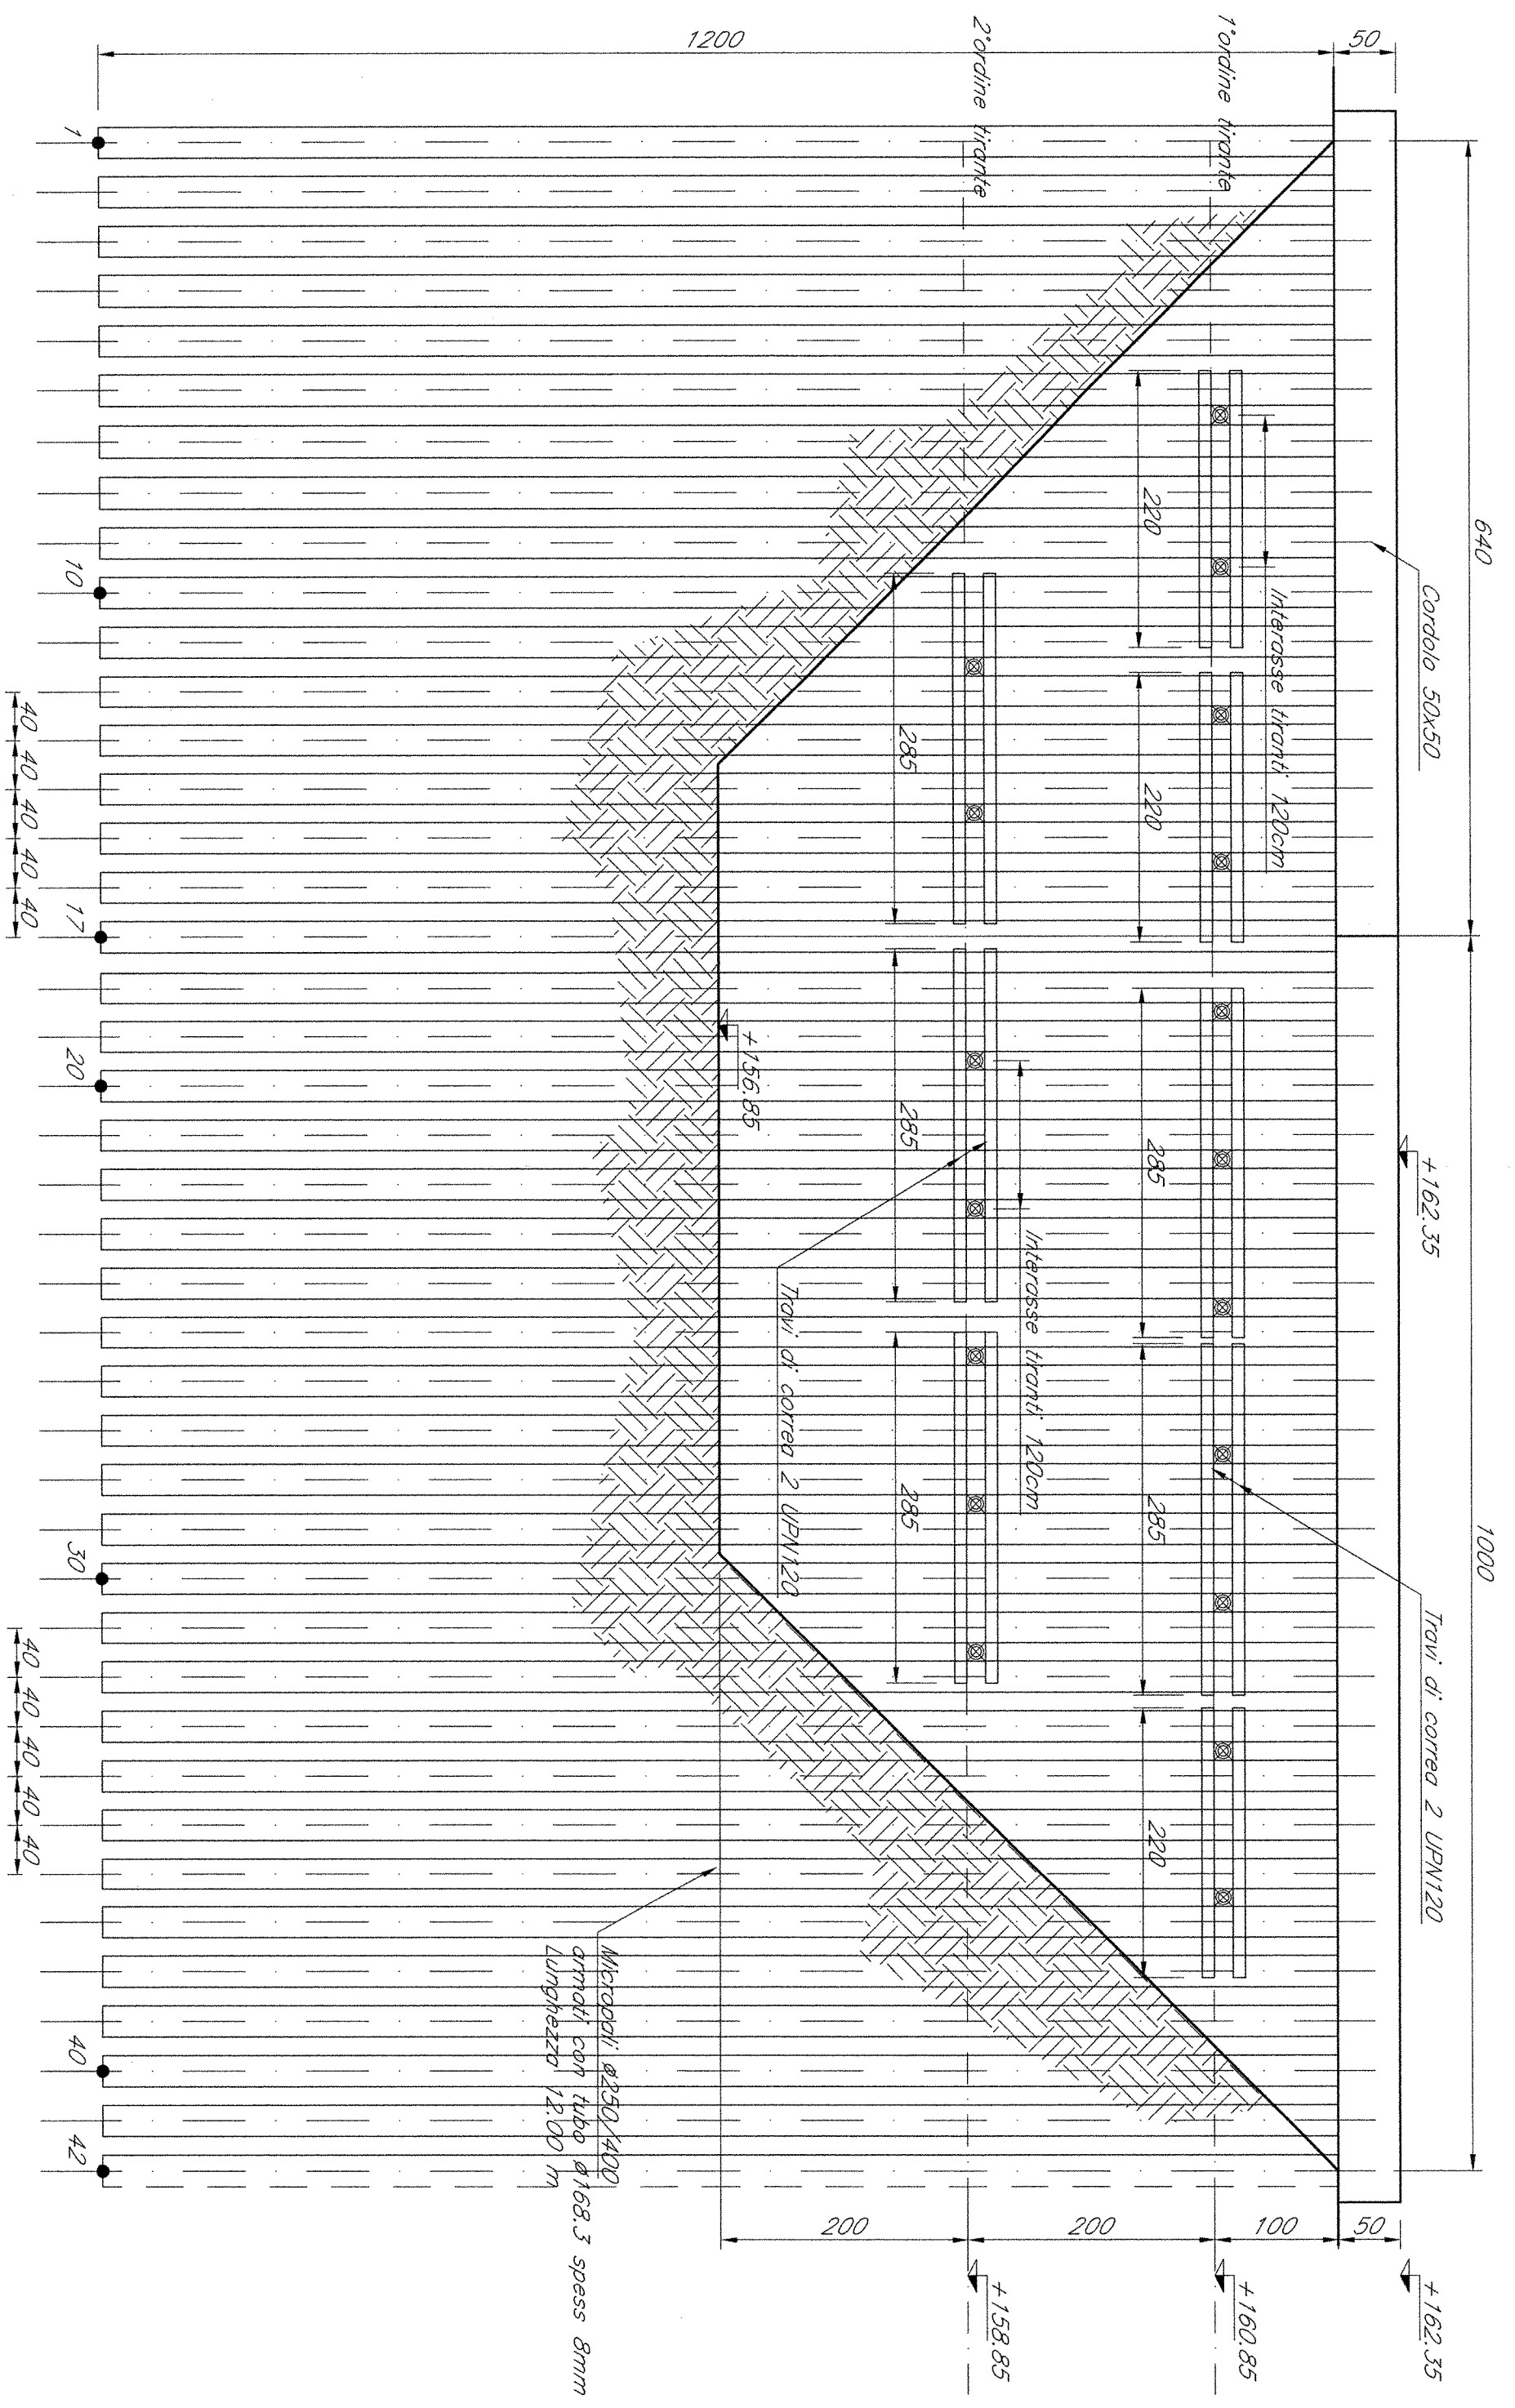 640
1000
+162.35
+162.35
Cordolo 50x50
Travi di correa 2 UPN120
50
50
1°ordine tirante
Interasse tiranti 120cm
220
220
285
285
220
100
+160.85
2°ordine tirante
Interasse tiranti 120cm
285
285
285
200
+158.85
Travi di correa 2 UPN120
+156.85
200
1200
Micropali ø250/400
armati con tubo ø168.3 spess 8mm
Lunghezza 12.00 m
1
10
17
20
30
40
42
40 40 40 40 40
40 40 40 40 40